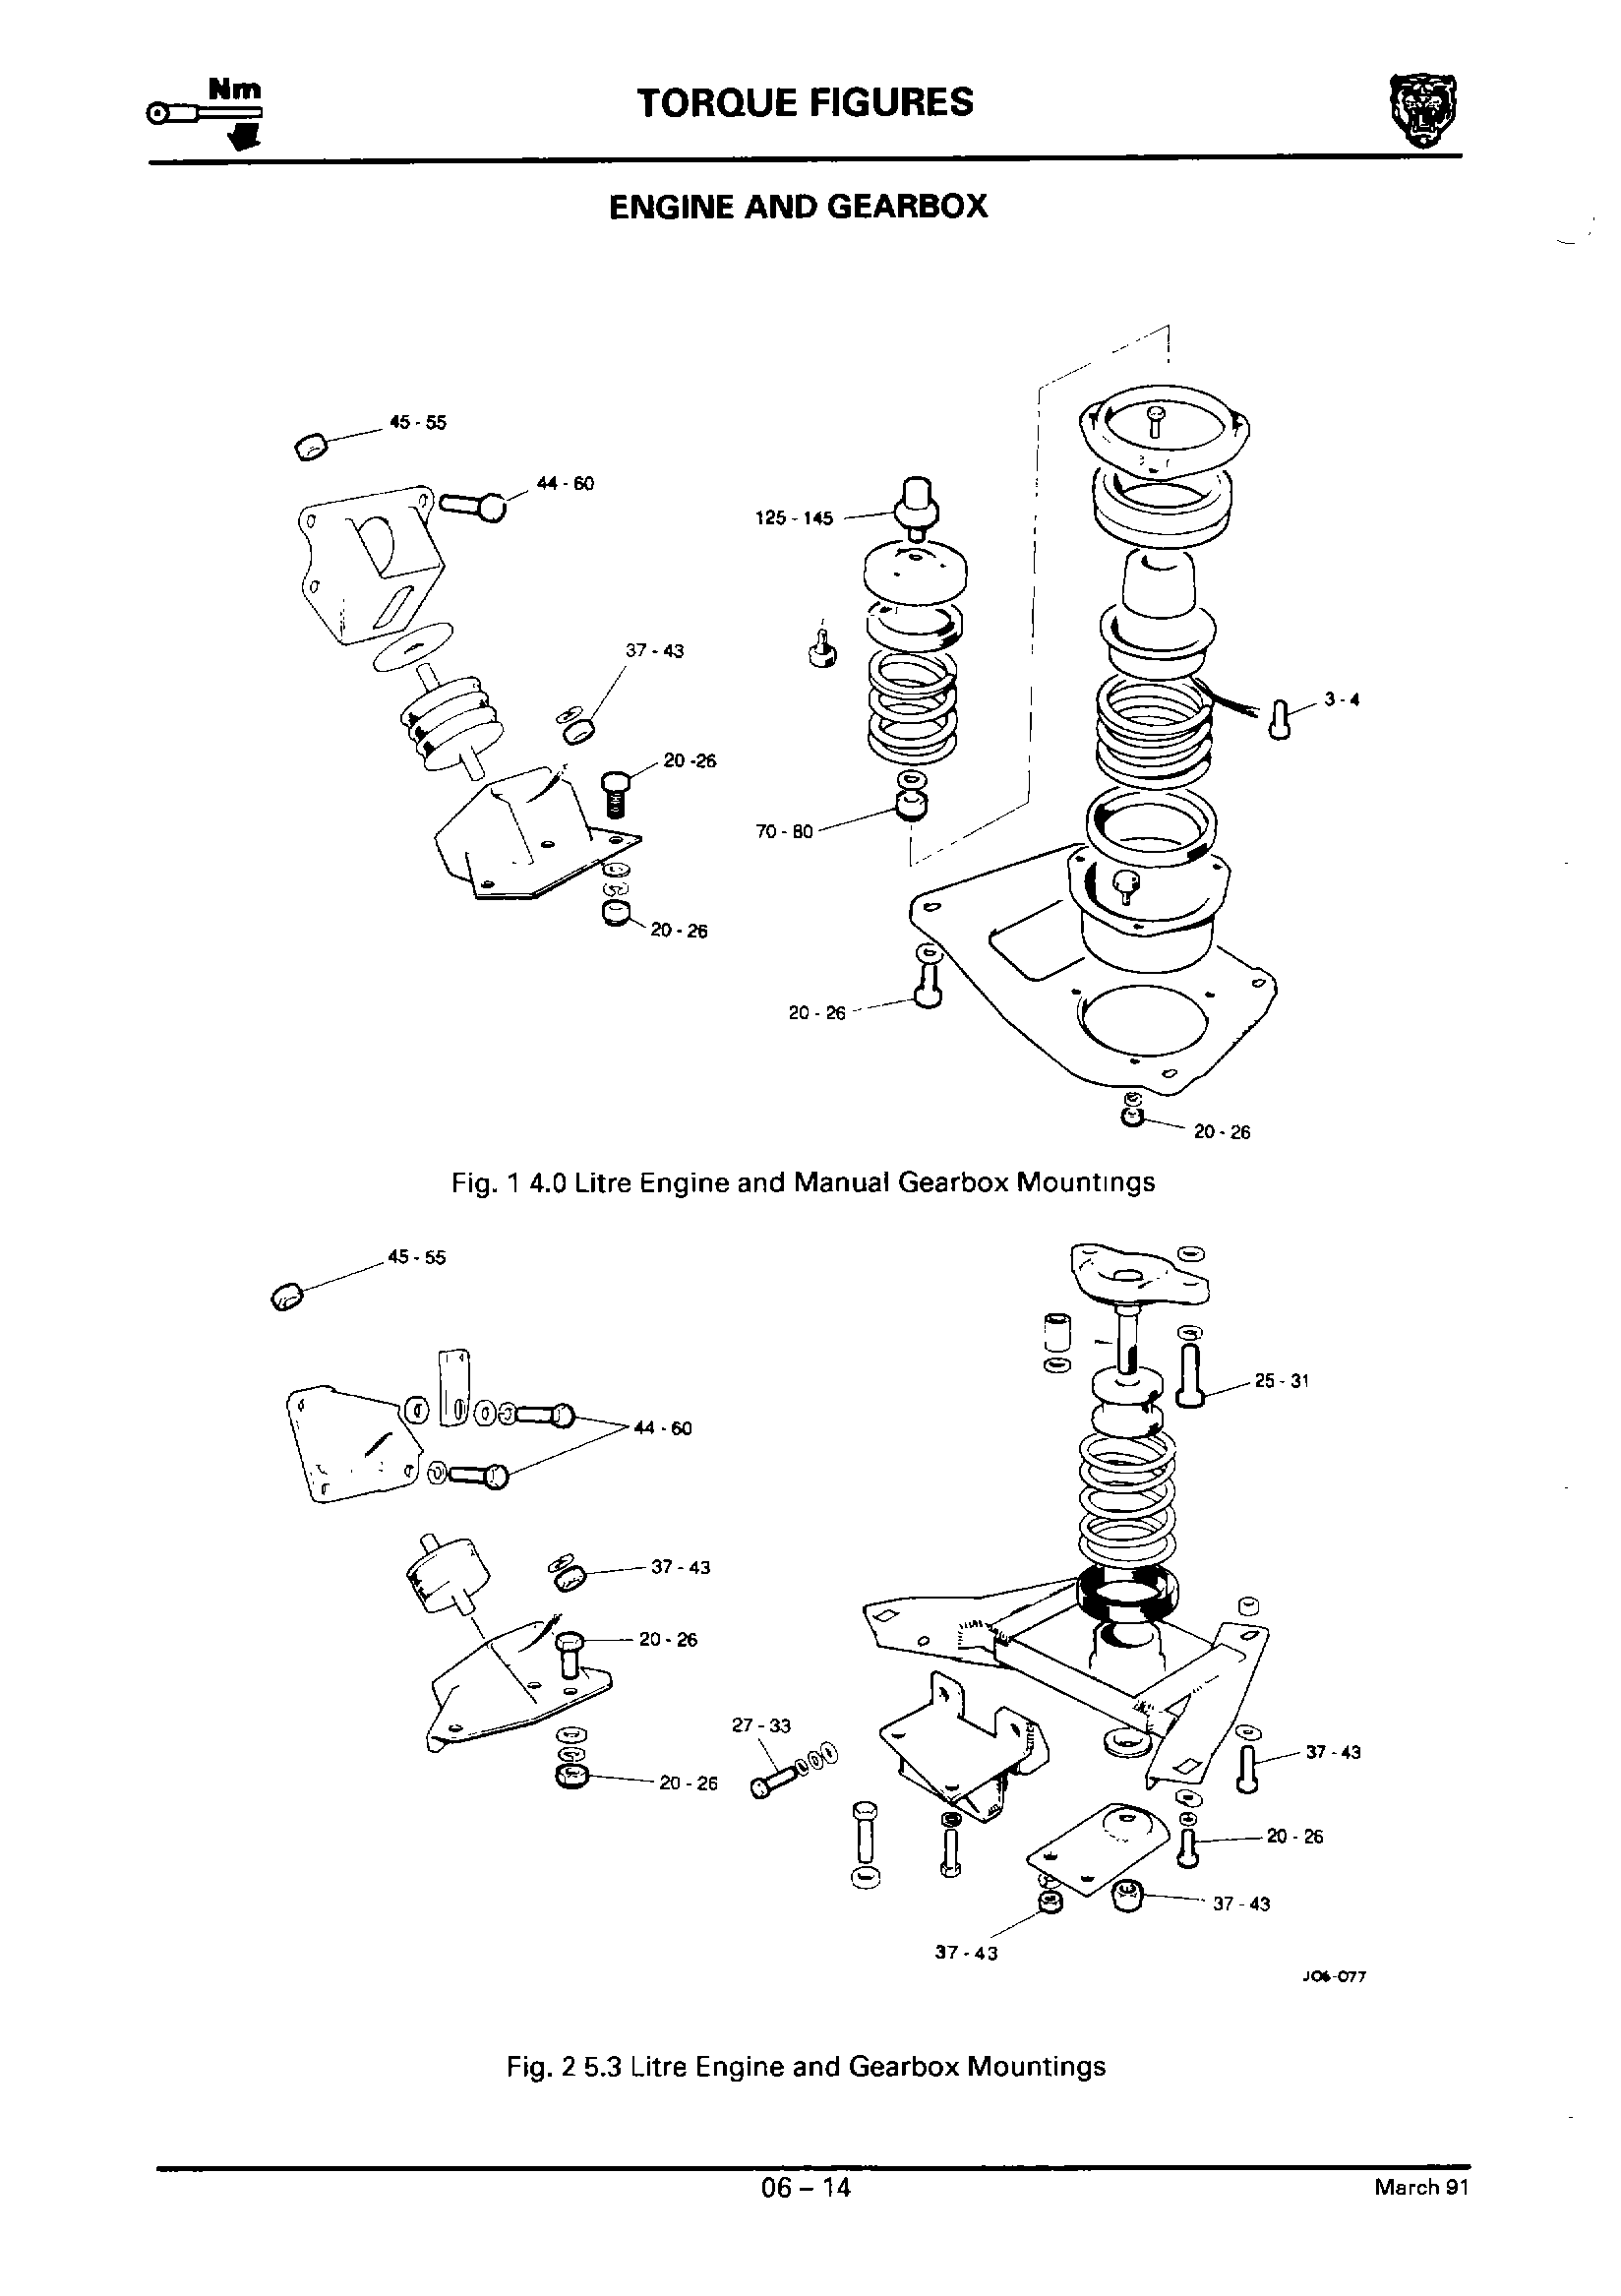 Nm
TORQUE FIGURES
ENGINE AND GEARBOX
45 - 55
44 - 60
125 - 145
37 - 43
3 - 4
20 - 26
70 - 80
20 - 26
20 - 26
20 - 26
Fig. 1 4.0 Litre Engine and Manual Gearbox Mountings
45 - 55
25 - 31
44 - 60
37 - 43
20 - 26
27 - 33
37 - 43
20 - 26
20 - 26
37 - 43
37 - 43
J06-077
Fig. 2 5.3 Litre Engine and Gearbox Mountings
06 – 14
March 91